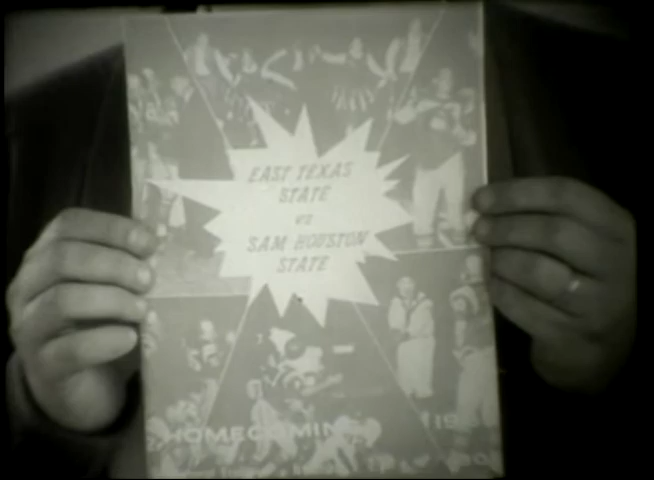 EAST TEXAS
STATE
vs
SAM HOUSTON
STATE
HOMECOMING